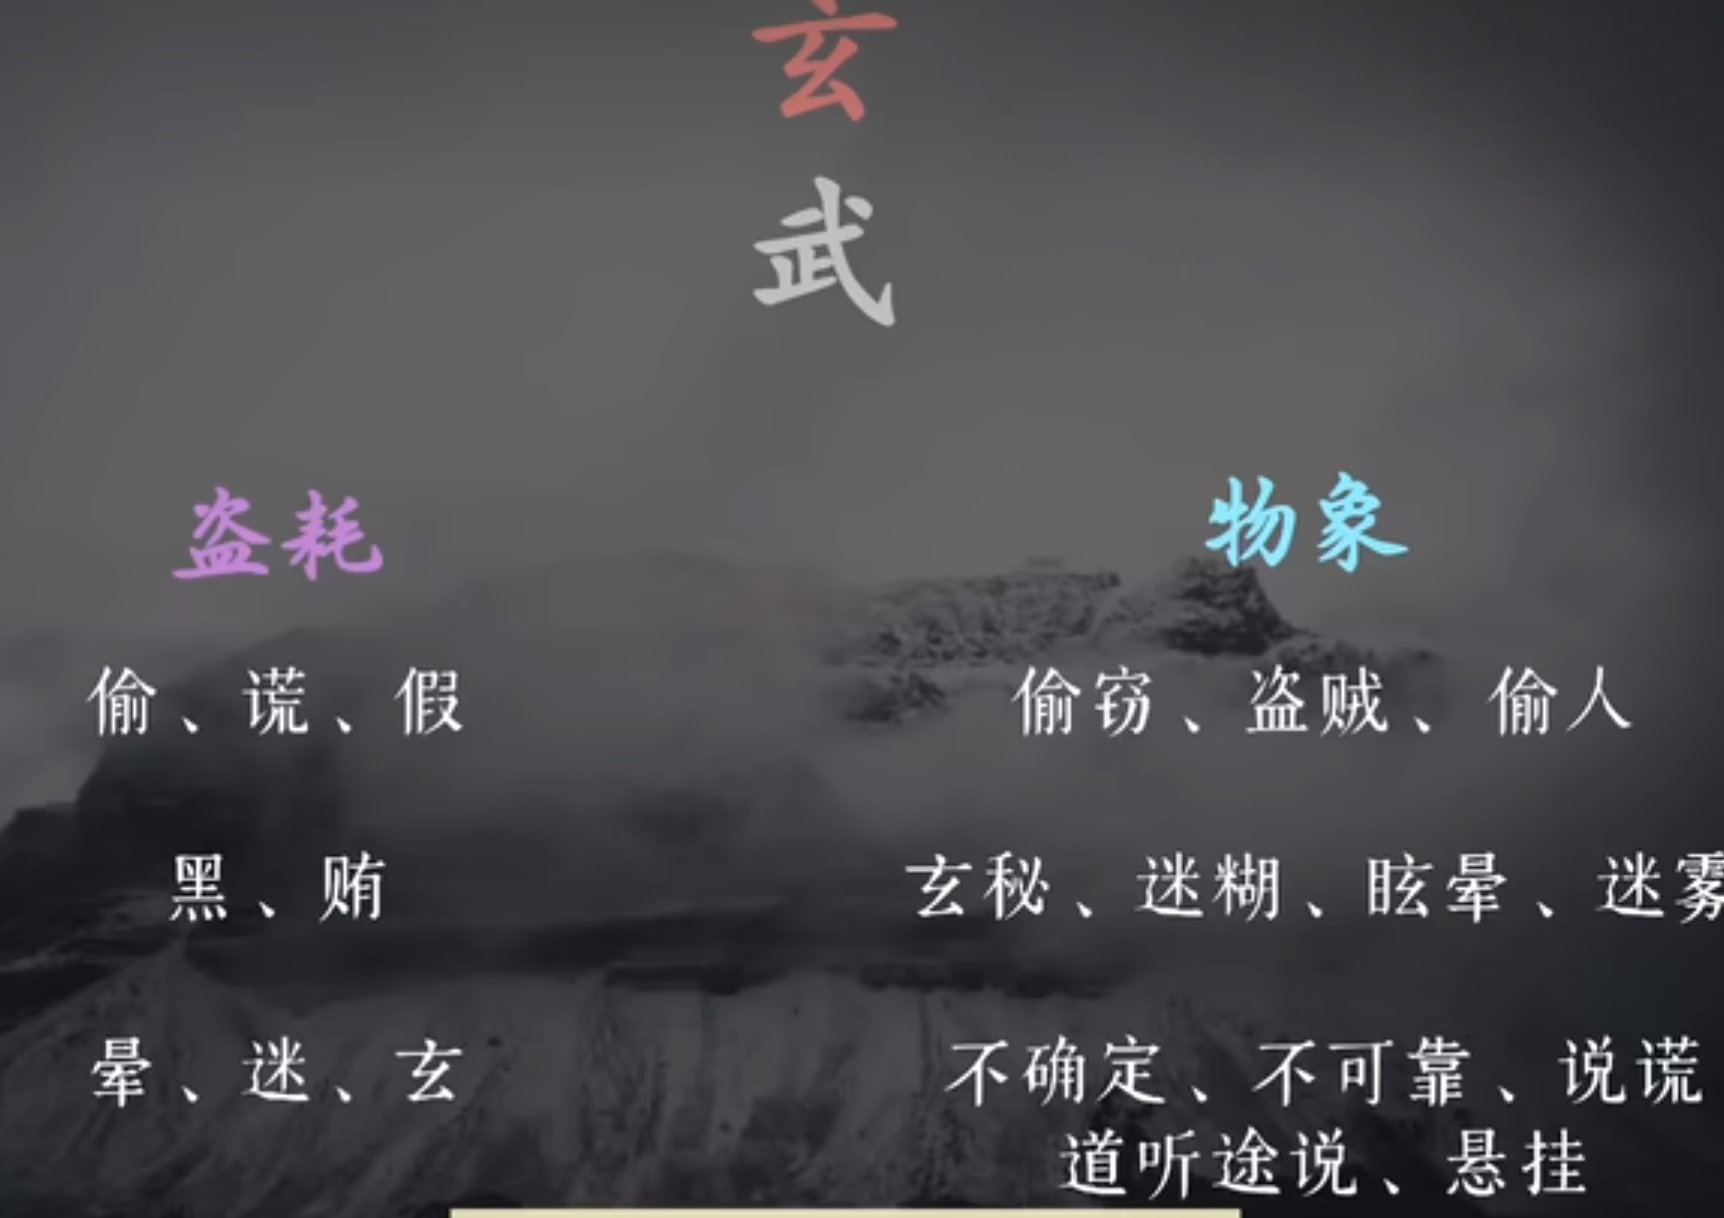 玄
武
盗耗
物象
偷、谎、假
偷窃、盗贼、偷人
黑、贿
玄秘、迷糊、眩晕、迷雾
晕、迷、玄
不确定、不可靠、说谎
道听途说、悬挂